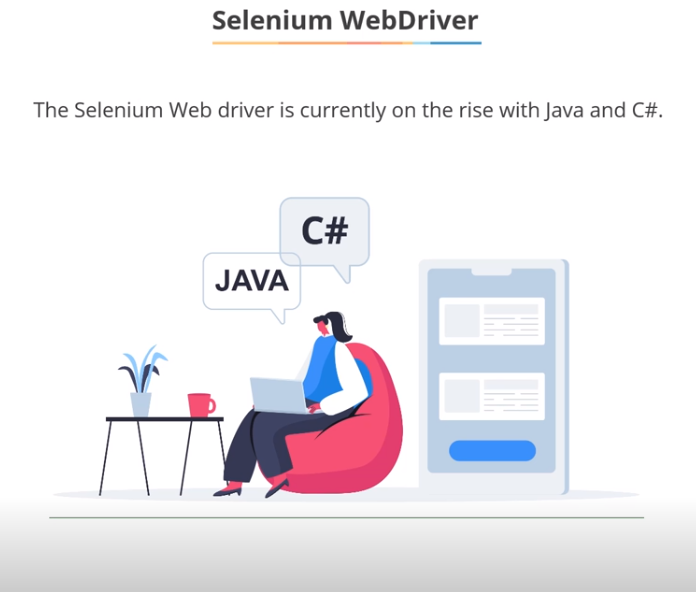 Selenium WebDriver
The Selenium Web driver is currently on the rise with Java and C#.
C#
JAVA